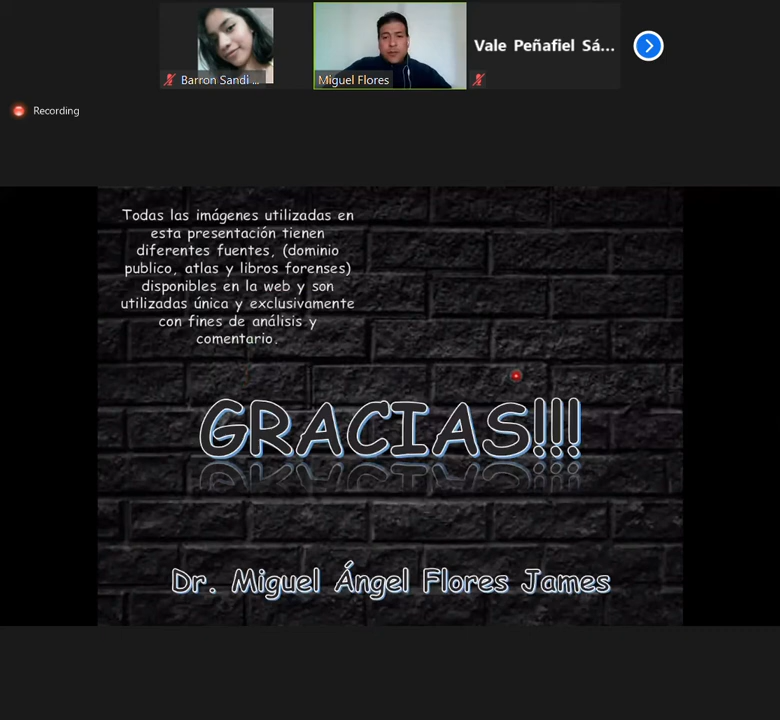 Barron Sandi ...
Miguel Flores
Vale Peñafiel Sá...
Recording
Todas las imágenes utilizadas en
esta presentación tienen
diferentes fuentes, (dominio
publico, atlas y libros forenses)
disponibles en la web y son
utilizadas única y exclusivamente
con fines de análisis y
comentario.
GRACIAS!!!
Dr. Miguel Ángel Flores James